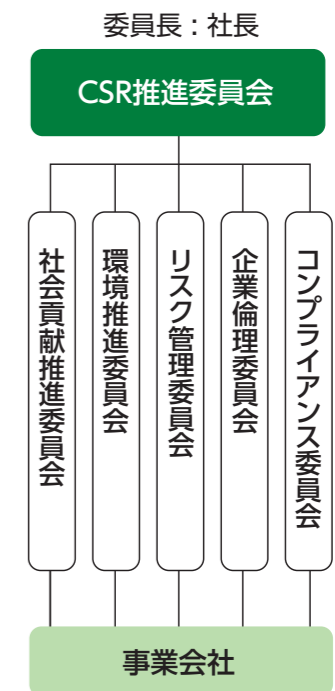 委員長：社長
CSR推進委員会
社会貢献推進委員会
環境推進委員会
リスク管理委員会
企業倫理委員会
コンプライアンス委員会
事業会社